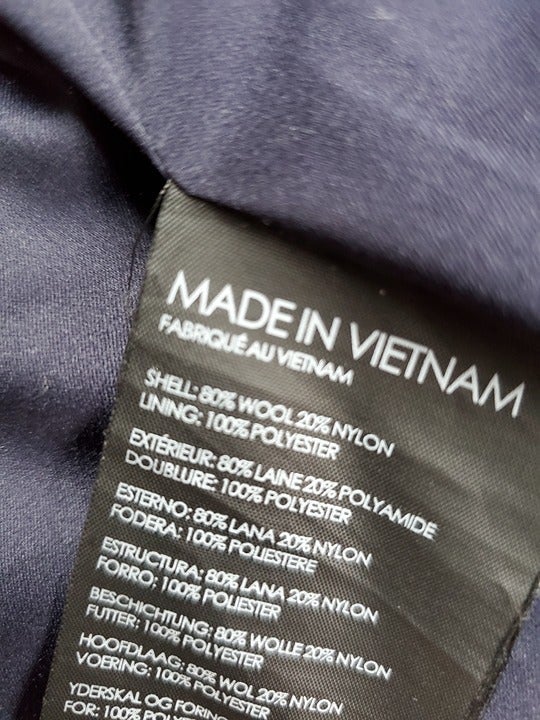 MADE IN VIETNAM
FABRIQUÉ AU VIETNAM
SHELL: 80% WOOL 20% NYLON
LINING: 100% POLYESTER
EXTÉRIEUR: 80% LAINE 20% POLYAMIDE
DOUBLURE: 100% POLYESTER
ESTERNO: 80% LANA 20% NYLON
FODERA: 100% POLIESTERE
ESTRUCTURA: 80% LANA 20% NYLON
FORRO: 100% POLIESTER
BESCHICHTUNG: 80% WOLLE 20% NYLON
FUTTER: 100% POLYESTER
HOOFDLAAG: 80% WOL 20% NYLON
VOERING: 100% POLYESTER
YDERSKAL OG FORING
FOR: 100% POLYESTER